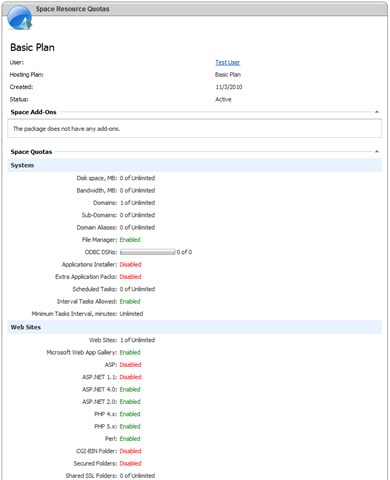 Space Resource Quotas
Basic Plan
User: Test User
Hosting Plan: Basic Plan
Created: 11/3/2010
Status: Active
Space Add-Ons
The package does not have any add-ons.
Space Quotas
System
Disk space, MB: 0 of Unlimited
Bandwidth, MB: 0 of Unlimited
Domains: 1 of Unlimited
Sub-Domains: 0 of Unlimited
Domain Aliases: 0 of Unlimited
File Manager: Enabled
ODBC DSNs: 0 of 0
Applications Installer: Disabled
Extra Application Packs: Disabled
Scheduled Tasks: 0 of Unlimited
Interval Tasks Allowed: Enabled
Minimum Tasks Interval, minutes: Unlimited
Web Sites
Web Sites: 1 of Unlimited
Microsoft Web App Gallery: Enabled
ASP: Disabled
ASP.NET 1.1: Disabled
ASP.NET 4.0: Enabled
ASP.NET 2.0: Enabled
PHP 4.x: Enabled
PHP 5.x: Enabled
Perl: Enabled
CGI-BIN Folder: Disabled
Secured Folders: Disabled
Shared SSL Folders: 0 of Unlimited